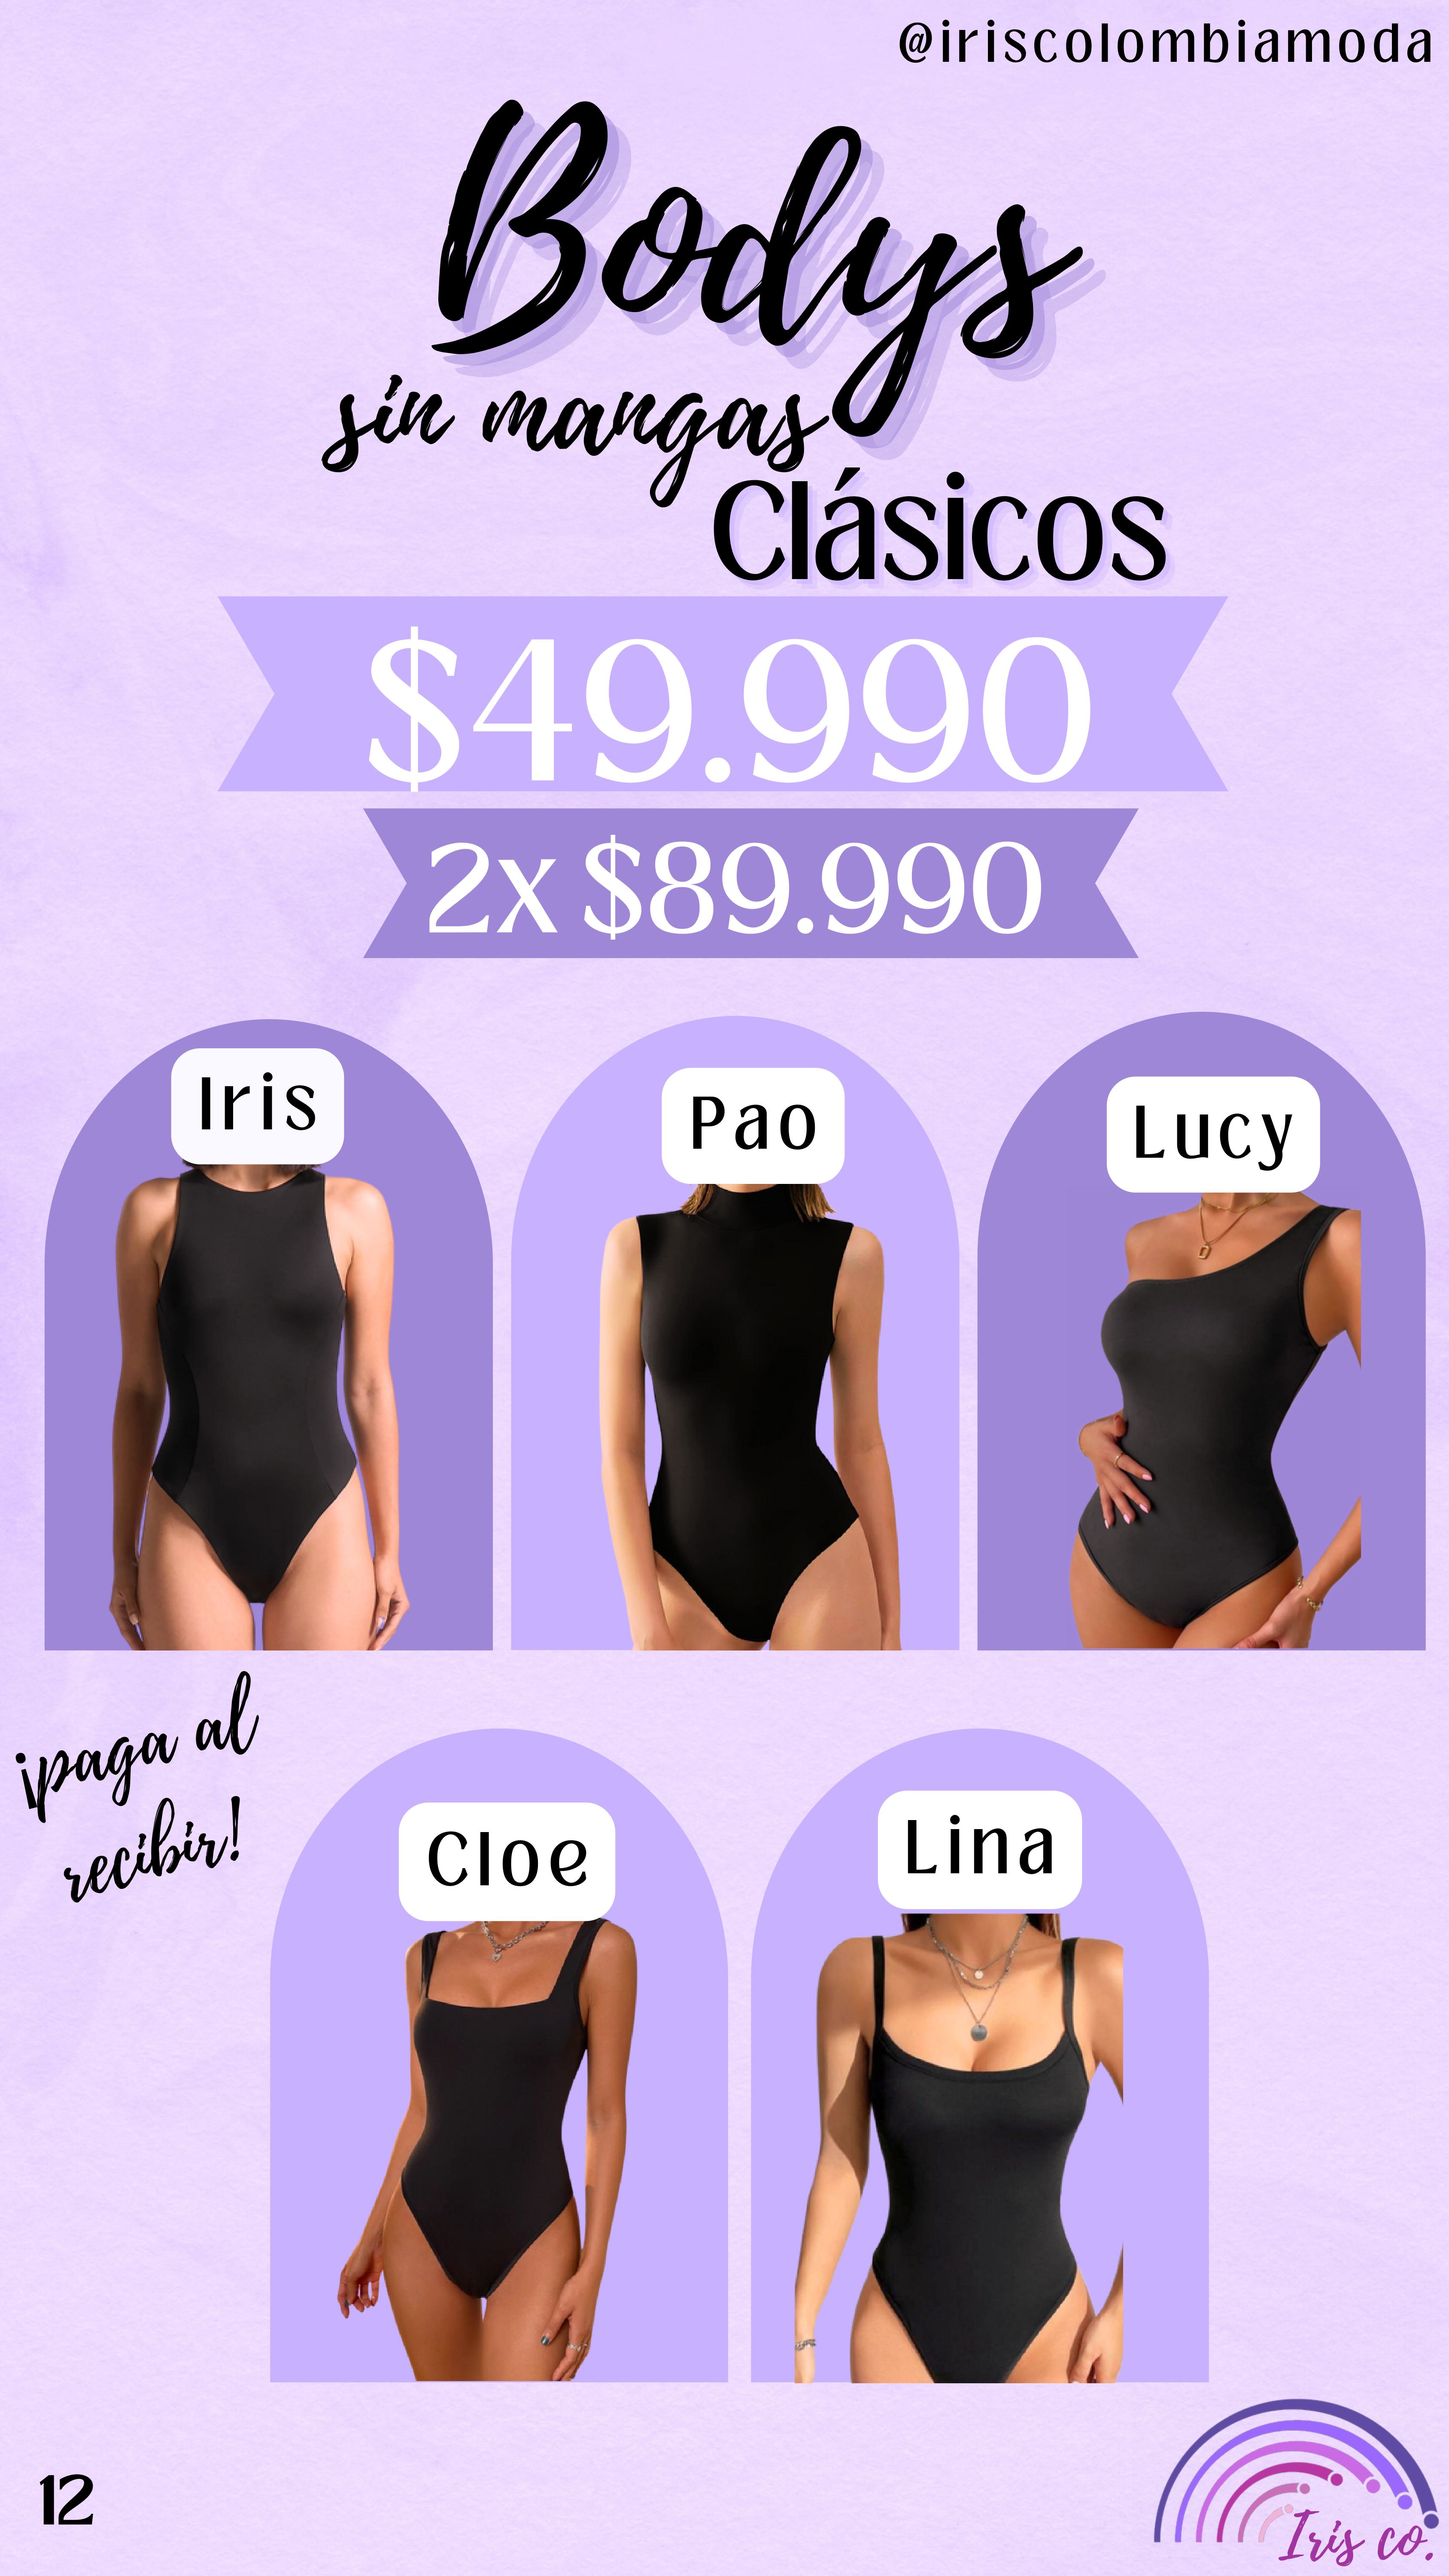 @iriscolombiamoda
Bodys
sin mangas
Clásicos
$49.990
2x $89.990
Iris
Pao
Lucy
¡paga al
recibir!
Cloe
Lina
12
Iris co.